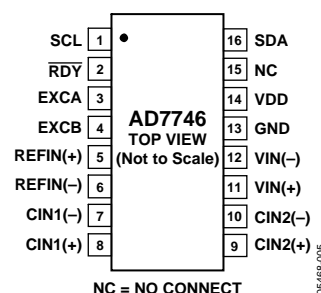 SCL 1
RDY 2
EXCA 3
EXCB 4
REFIN(+) 5
REFIN(–) 6
CIN1(–) 7
CIN1(+) 8
AD7746
TOP VIEW
(Not to Scale)
16 SDA
15 NC
14 VDD
13 GND
12 VIN(–)
11 VIN(+)
10 CIN2(–)
9 CIN2(+)
NC = NO CONNECT
05468-005